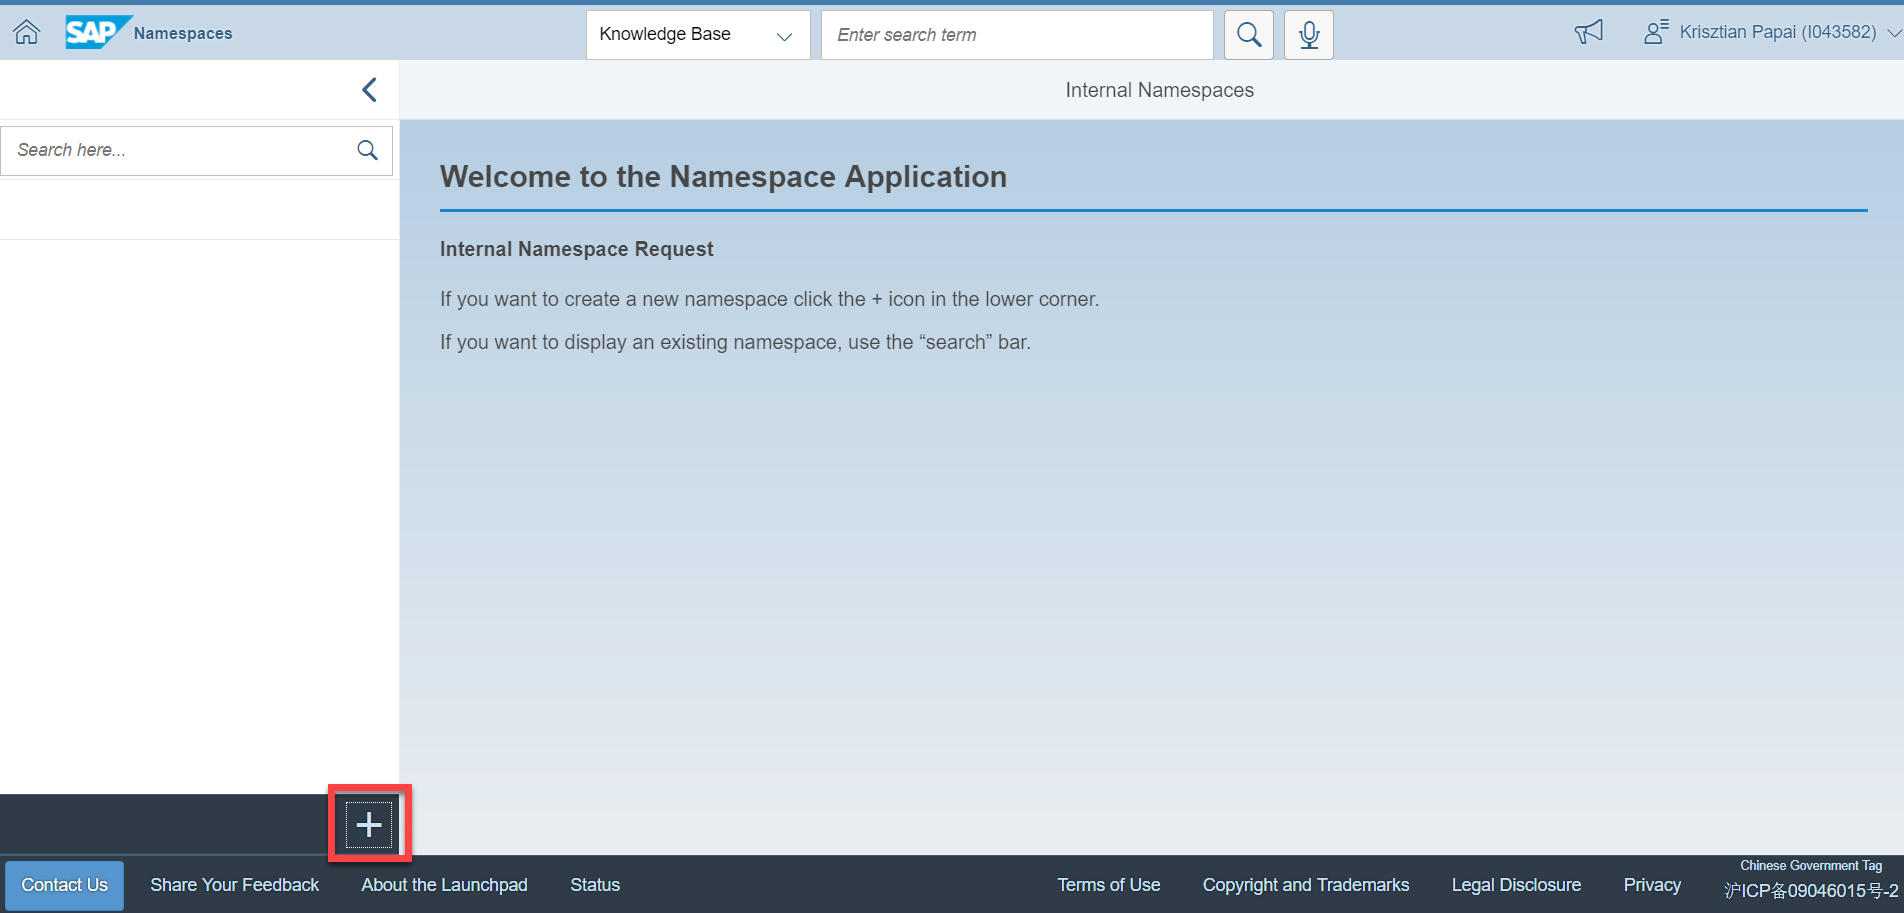 SAP Namespaces
Knowledge Base
Enter search term
Krisztian Papai (I043582)
Internal Namespaces
Search here...
Welcome to the Namespace Application
Internal Namespace Request
If you want to create a new namespace click the + icon in the lower corner.
If you want to display an existing namespace, use the “search” bar.
Contact Us
Share Your Feedback
About the Launchpad
Status
Terms of Use
Copyright and Trademarks
Legal Disclosure
Privacy
Chinese Government Tag
沪ICP备09046015号-2